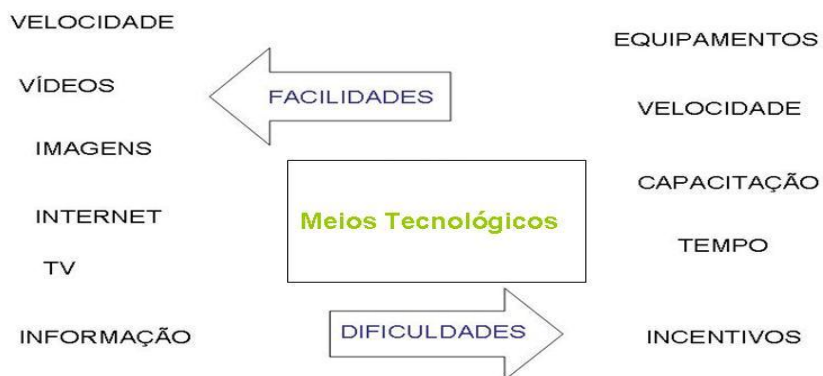 VELOCIDADE
VÍDEOS
IMAGENS
INTERNET
TV
INFORMAÇÃO
FACILIDADES
Meios Tecnológicos
DIFICULDADES
EQUIPAMENTOS
VELOCIDADE
CAPACITAÇÃO
TEMPO
INCENTIVOS